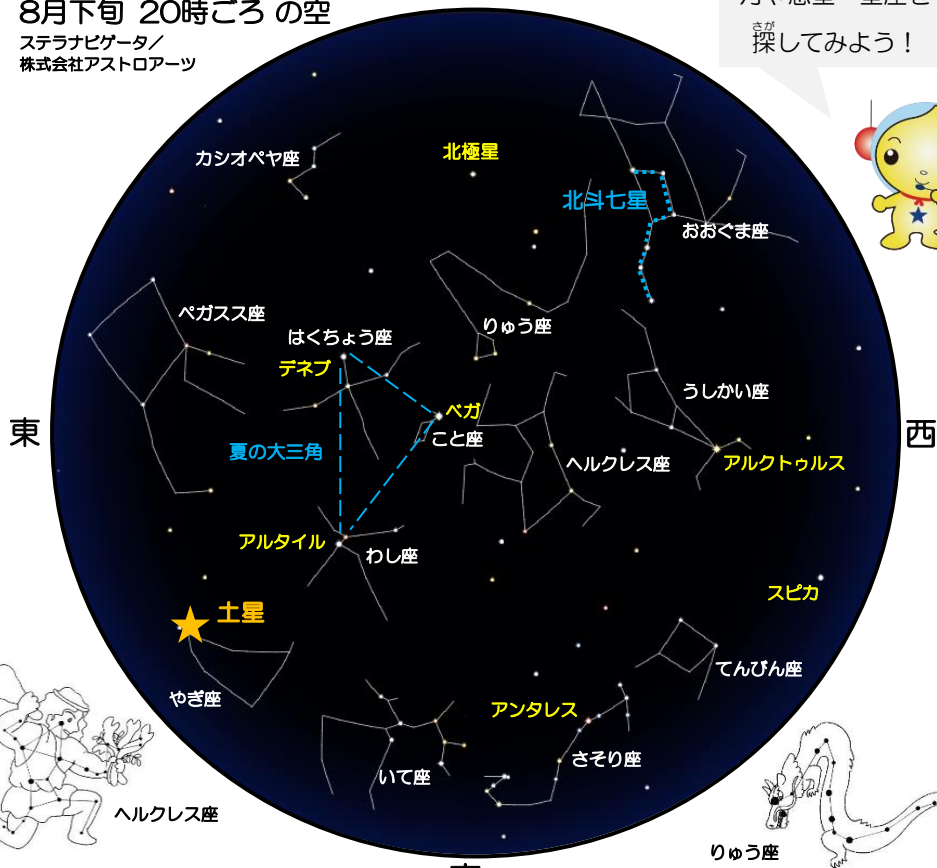 8月下旬 20時ごろ の空
ステラナビゲータ/
株式会社アストロアーツ
さが
探してみよう！
カシオペヤ座
北極星
北斗七星
おおぐま座
ペガスス座
はくちょう座
りゅう座
デネブ
うしかい座
ベガ
こと座
東
西
夏の大三角
ヘルクレス座
アルクトゥルス
アルタイル
わし座
スピカ
土星
てんびん座
やぎ座
アンタレス
さそり座
いて座
ヘルクレス座
りゅう座